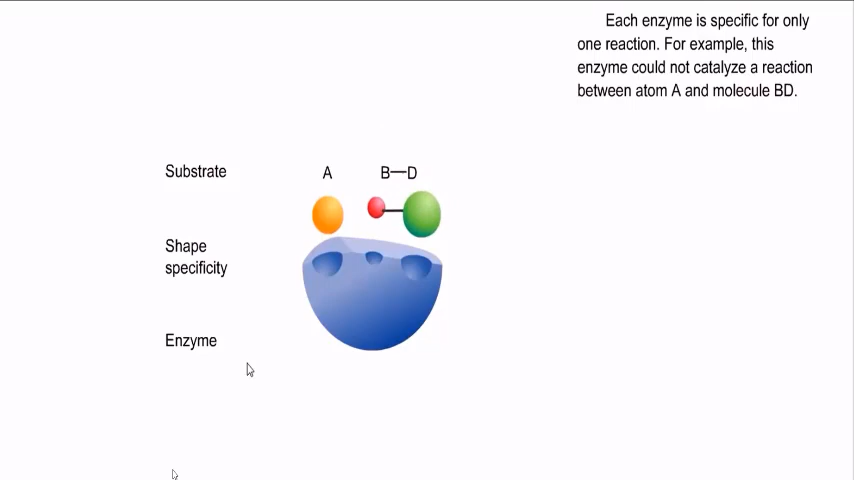 Each enzyme is specific for only
one reaction. For example, this
enzyme could not catalyze a reaction
between atom A and molecule BD.
Substrate
A
B—D
Shape
specificity
Enzyme